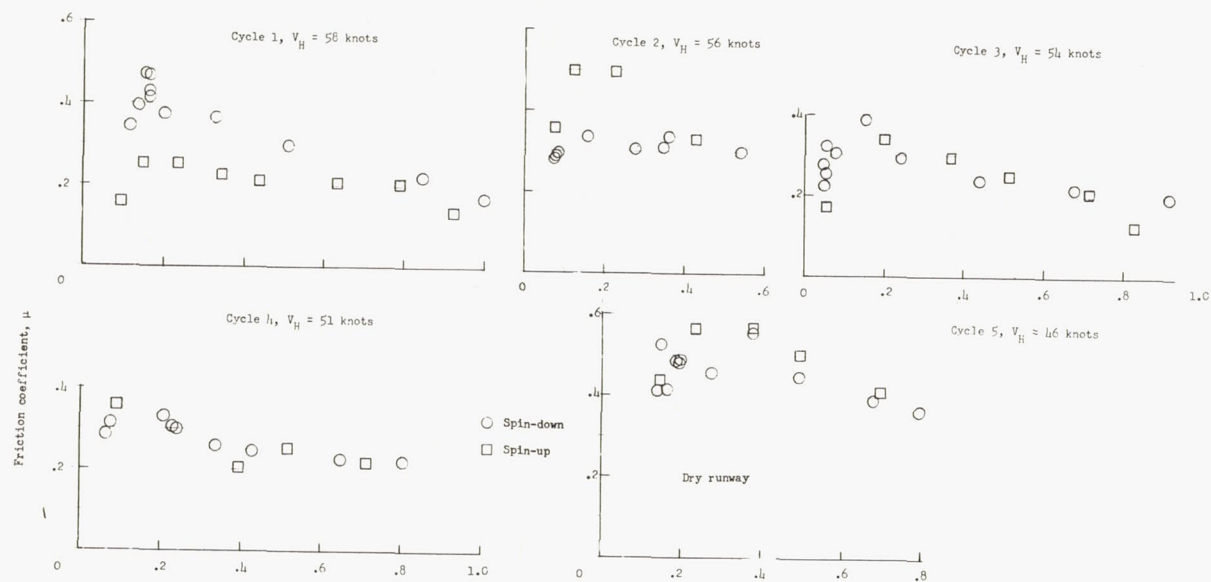 Cycle 1, V_H = 58 knots
.6
.4
.2
0
Cycle 2, V_H = 56 knots
0 .2 .4 .6
Cycle 3, V_H = 54 knots
.4
.2
0 .2 .4 .6 .8 1.0
Friction coefficient, μ
Cycle 4, V_H = 51 knots
.4
.2
0 .2 .4 .6 .8 1.0
Spin-down
Spin-up
Cycle 5, V_H = 46 knots
.6
.4
.2
Dry runway
0 .2 .4 .6 .8